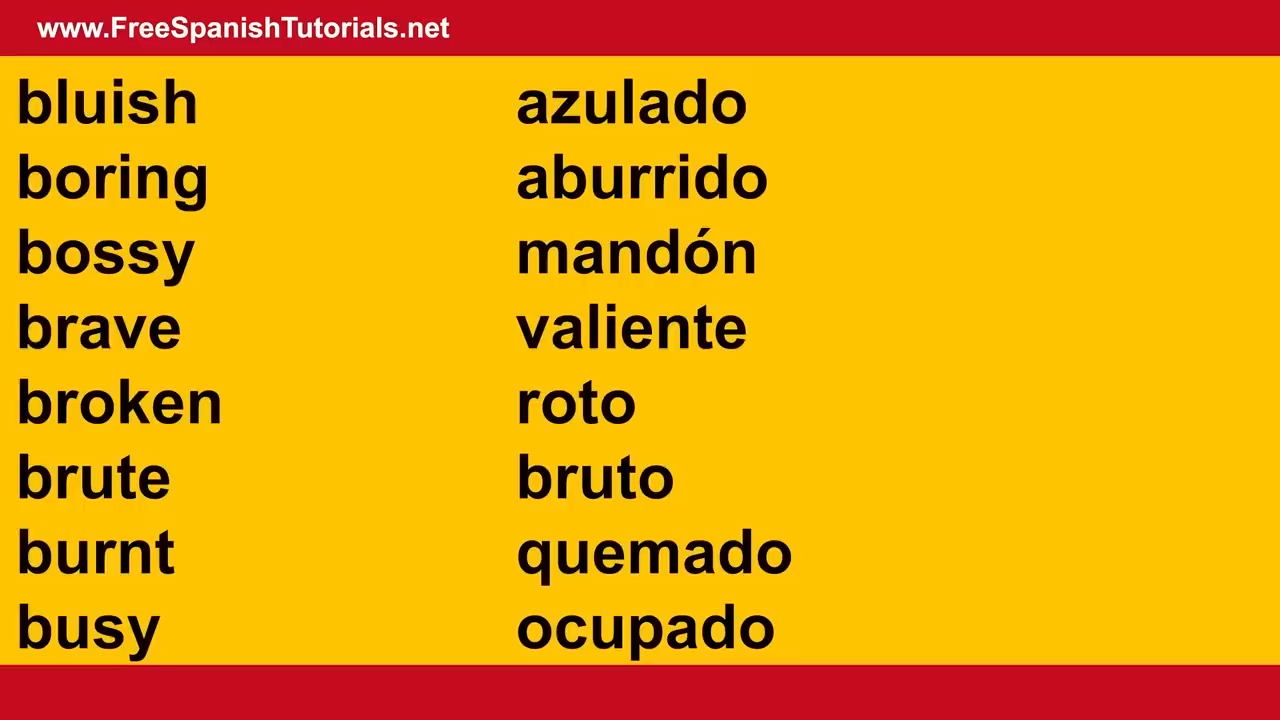 www.FreeSpanishTutorials.net
bluish azulado
boring aburrido
bossy mandón
brave valiente
broken roto
brute bruto
burnt quemado
busy ocupado